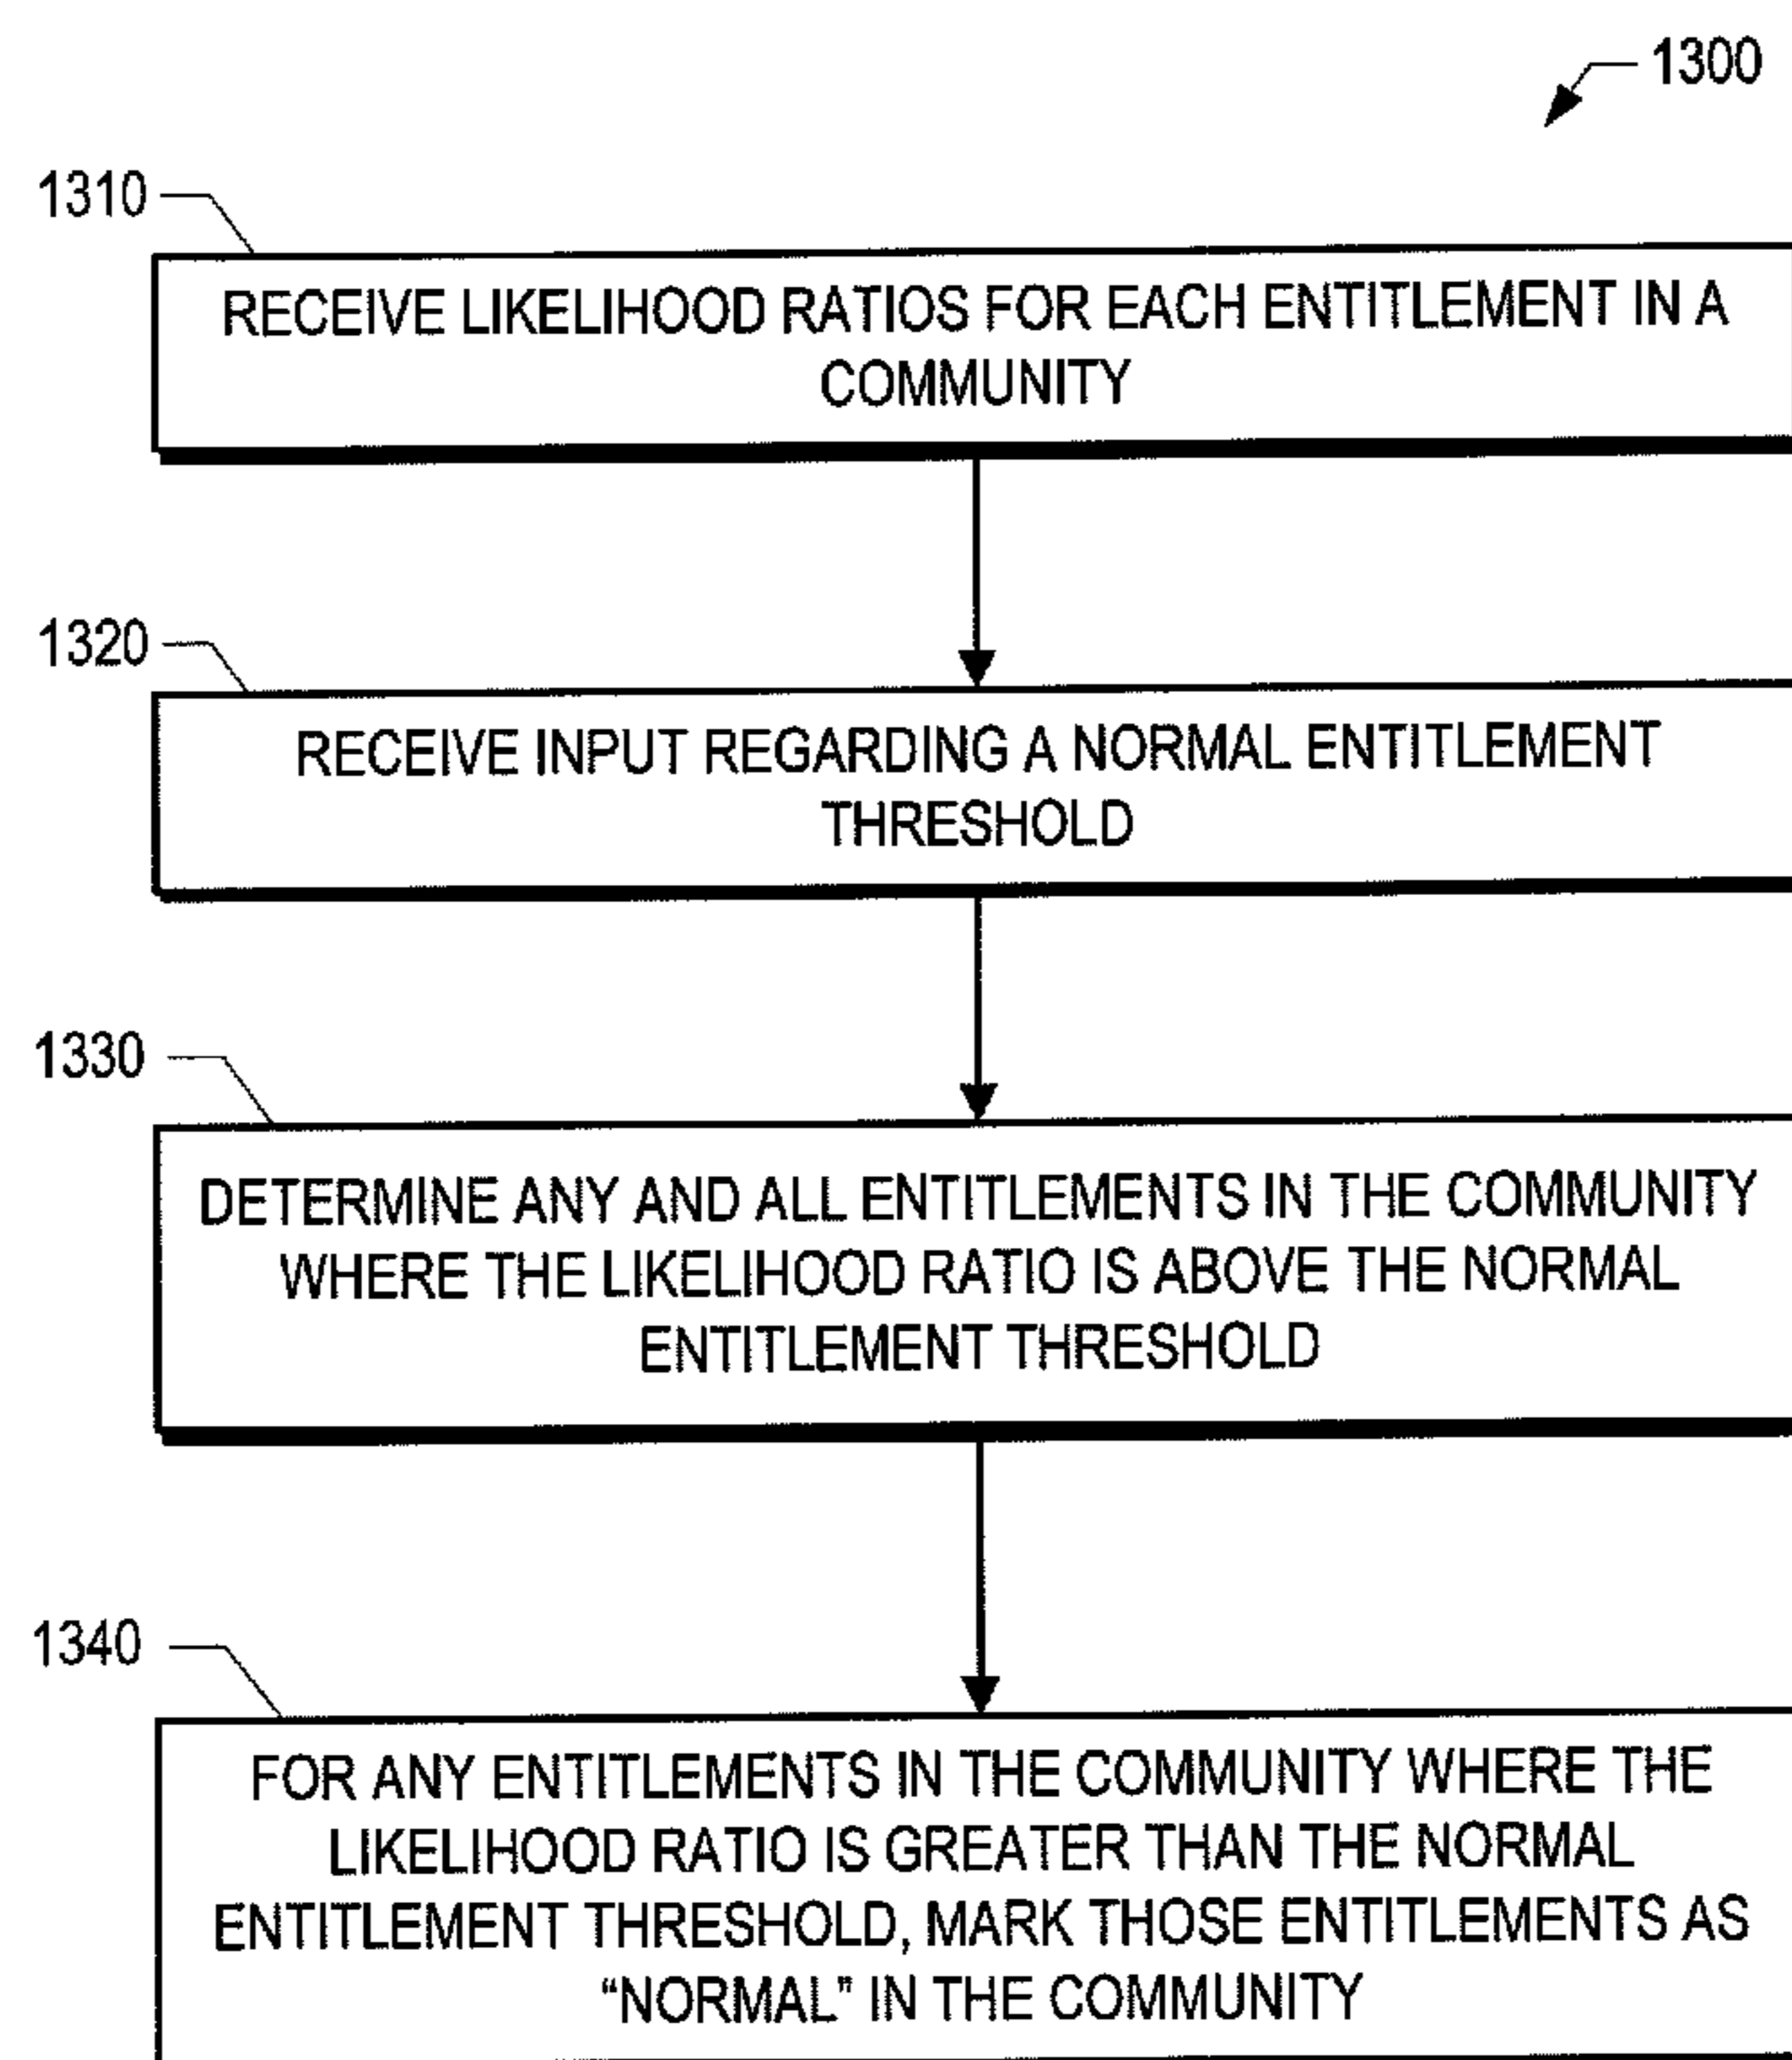 1300
1310
RECEIVE LIKELIHOOD RATIOS FOR EACH ENTITLEMENT IN A
COMMUNITY
1320
RECEIVE INPUT REGARDING A NORMAL ENTITLEMENT
THRESHOLD
1330
DETERMINE ANY AND ALL ENTITLEMENTS IN THE COMMUNITY
WHERE THE LIKELIHOOD RATIO IS ABOVE THE NORMAL
ENTITLEMENT THRESHOLD
1340
FOR ANY ENTITLEMENTS IN THE COMMUNITY WHERE THE
LIKELIHOOD RATIO IS GREATER THAN THE NORMAL
ENTITLEMENT THRESHOLD, MARK THOSE ENTITLEMENTS AS
“NORMAL” IN THE COMMUNITY